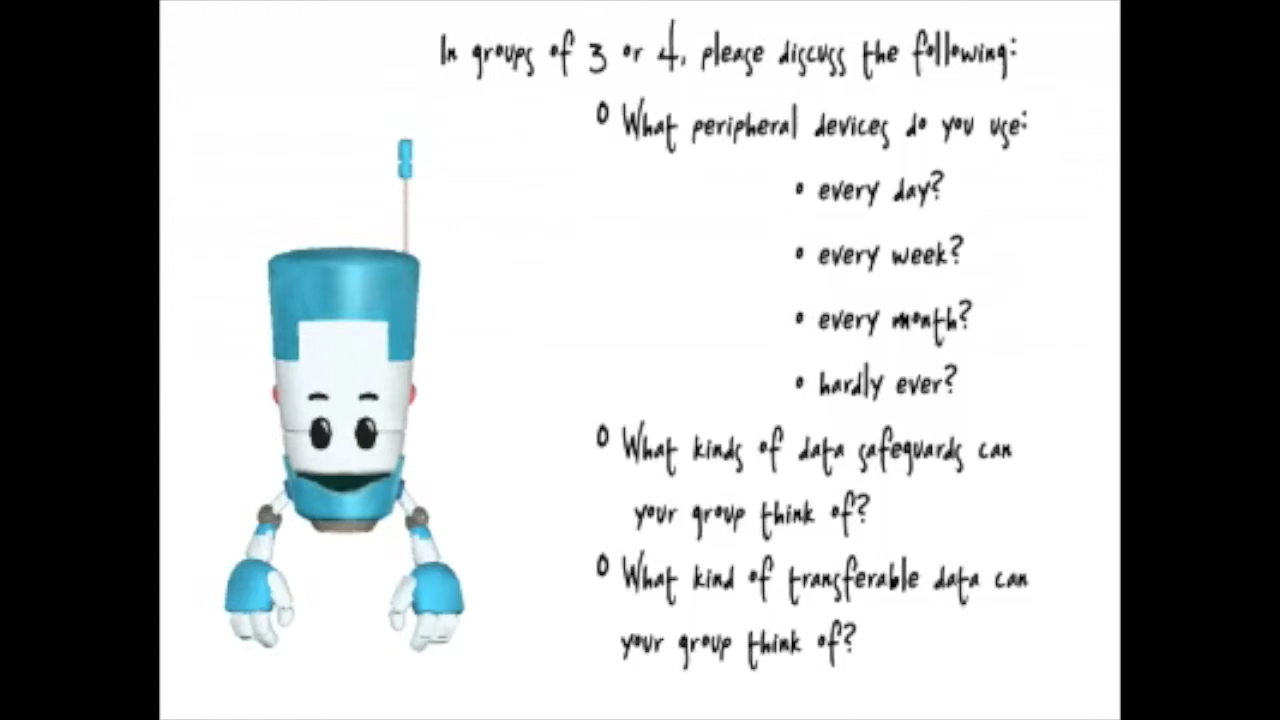 In groups of 3 or 4, please discuss the following:
o What peripheral devices do you use:
• every day?
• every week?
• every month?
• hardly ever?
o What kinds of data safeguards can
your group think of?
o What kind of transferable data can
your group think of?